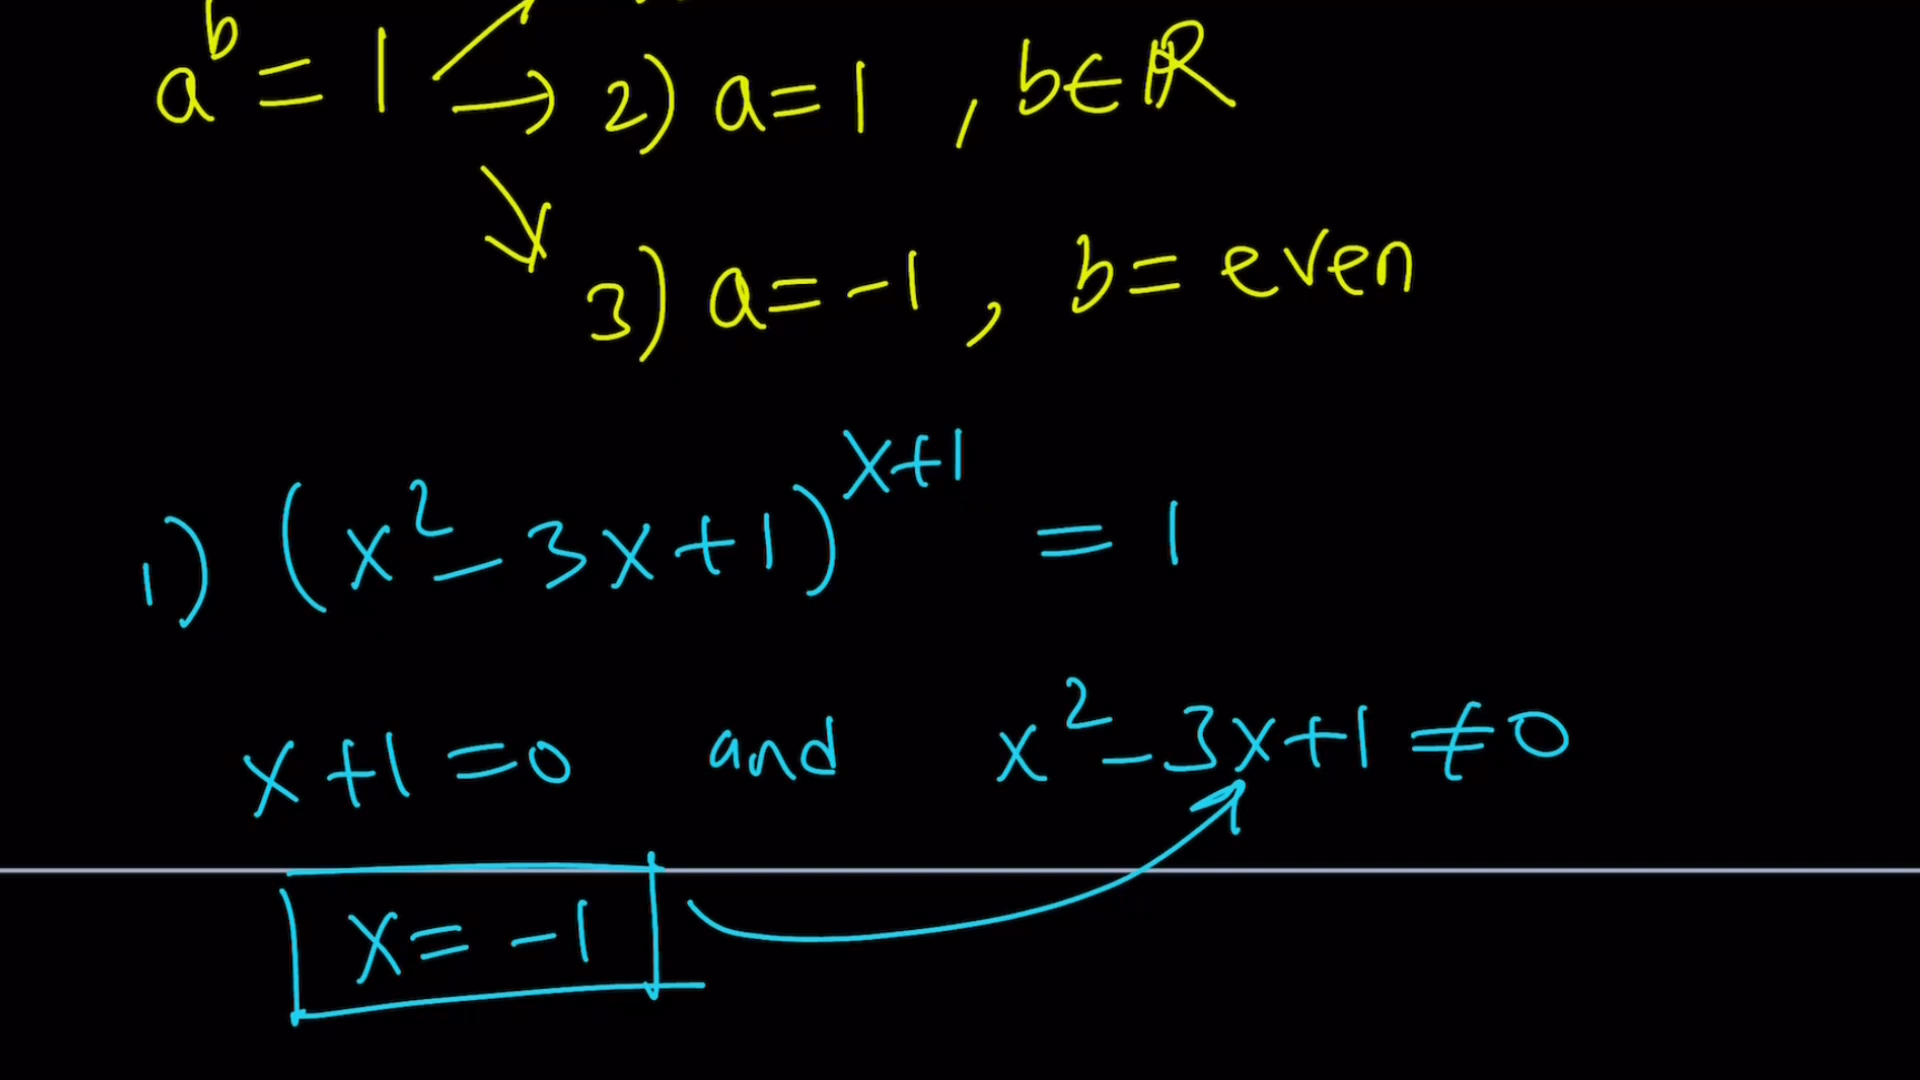 a^b = 1 → 2) a=1 , b∈ℝ
3) a=-1 , b= even
1) (x²-3x+1)^(x+1) = 1
x+1=0 and x²-3x+1≠0
x=-1